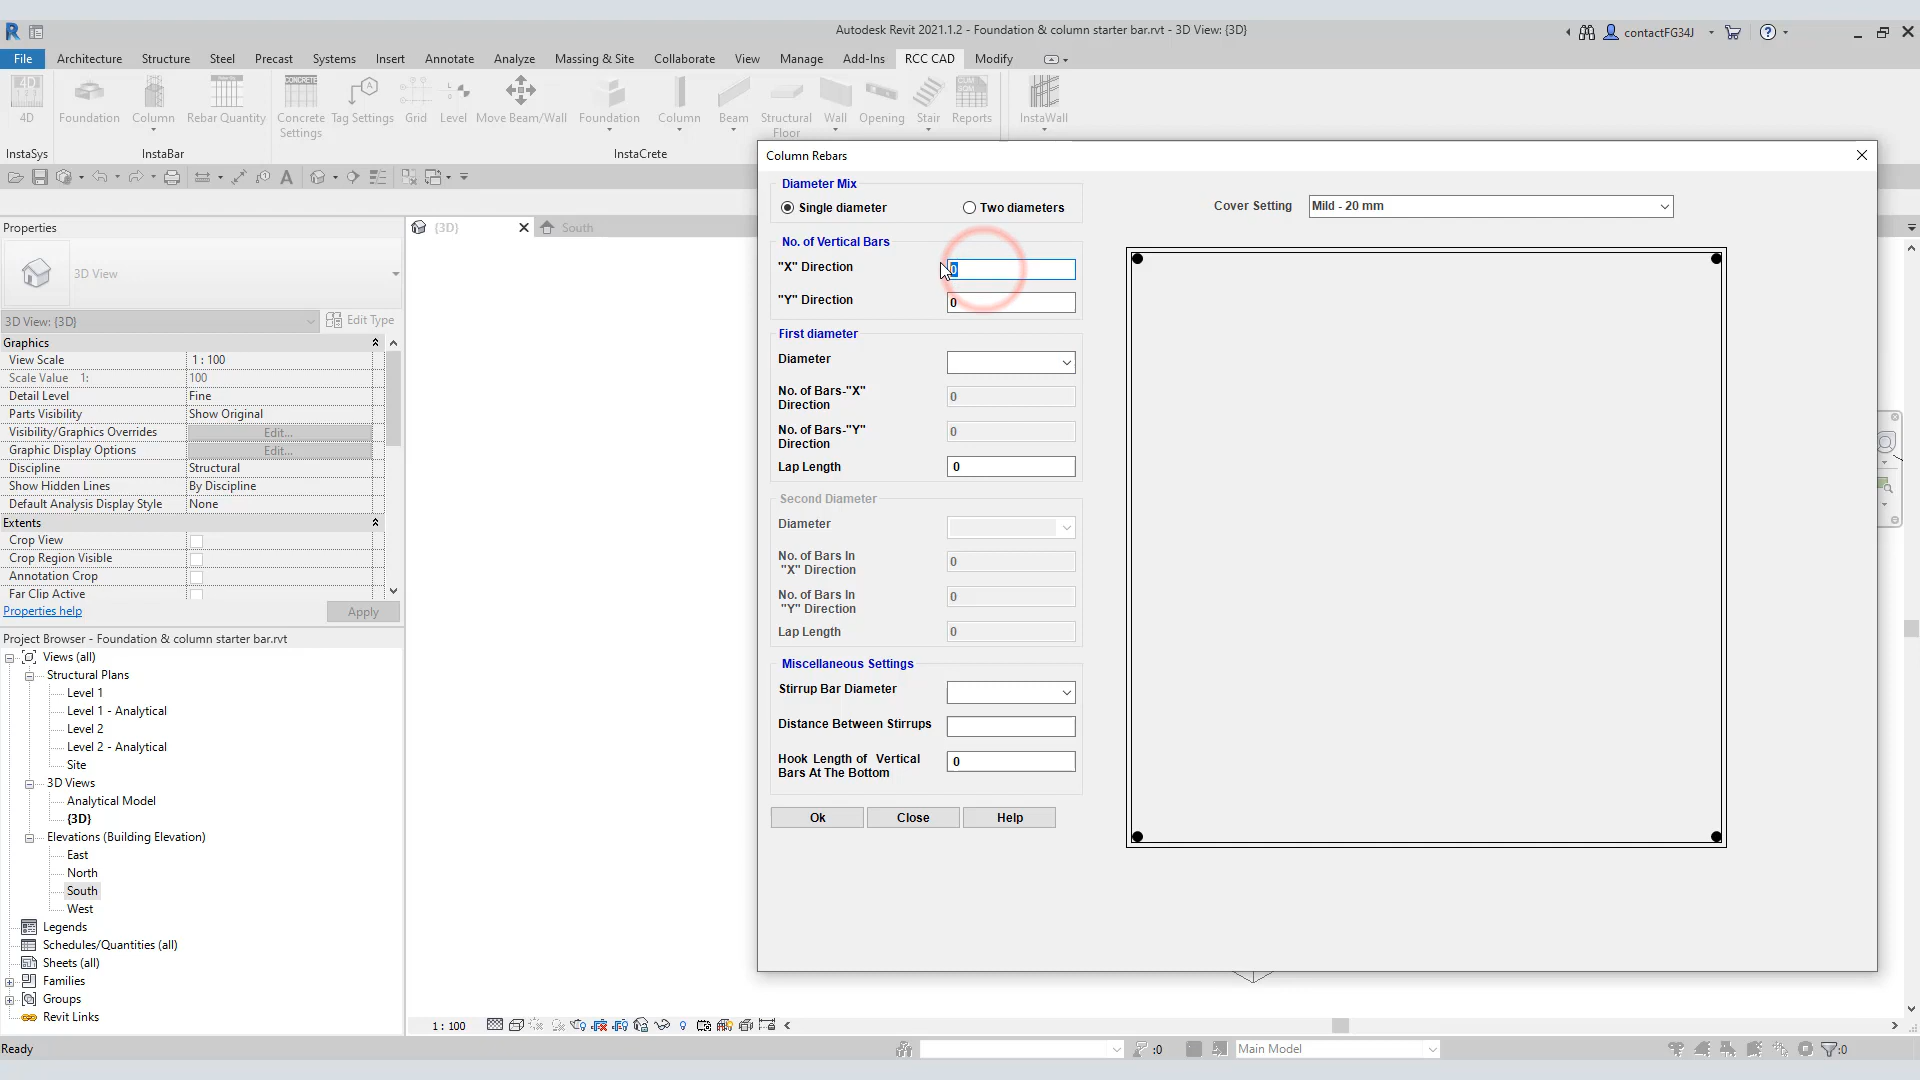 Autodesk Revit 2021.1.2 - Foundation & column starter bar.rvt - 3D View: {3D}
contactFG34J
File Architecture Structure Steel Precast Systems Insert Annotate Analyze Massing & Site Collaborate View Manage Add-Ins RCC CAD Modify
4D Foundation Column Rebar Quantity Concrete Settings Tag Settings Grid Level Move Beam/Wall Foundation Column Beam Structural Floor Wall Opening Stair Reports InstaWall
InstaSys InstaBar InstaCrete
Properties
3D View
3D View: {3D} Edit Type
Graphics
View Scale 1 : 100
Scale Value 1: 100
Detail Level Fine
Parts Visibility Show Original
Visibility/Graphics Overrides Edit...
Graphic Display Options Edit...
Discipline Structural
Show Hidden Lines By Discipline
Default Analysis Display Style None
Extents
Crop View
Crop Region Visible
Annotation Crop
Far Clip Active
Properties help Apply
Project Browser - Foundation & column starter bar.rvt
Views (all)
Structural Plans
Level 1
Level 1 - Analytical
Level 2
Level 2 - Analytical
Site
3D Views
Analytical Model
{3D}
Elevations (Building Elevation)
East
North
South
West
Legends
Schedules/Quantities (all)
Sheets (all)
Families
Groups
Revit Links
{3D} South
Column Rebars
Diameter Mix
Single diameter Two diameters
Cover Setting Mild - 20 mm
No. of Vertical Bars
"X" Direction 0
"Y" Direction 0
First diameter
Diameter
No. of Bars-"X"
Direction 0
No. of Bars-"Y"
Direction 0
Lap Length 0
Second Diameter
Diameter
No. of Bars In
"X" Direction 0
No. of Bars In
"Y" Direction 0
Lap Length 0
Miscellaneous Settings
Stirrup Bar Diameter
Distance Between Stirrups
Hook Length of Vertical
Bars At The Bottom 0
Ok Close Help
1 : 100
Ready :0 Main Model :0